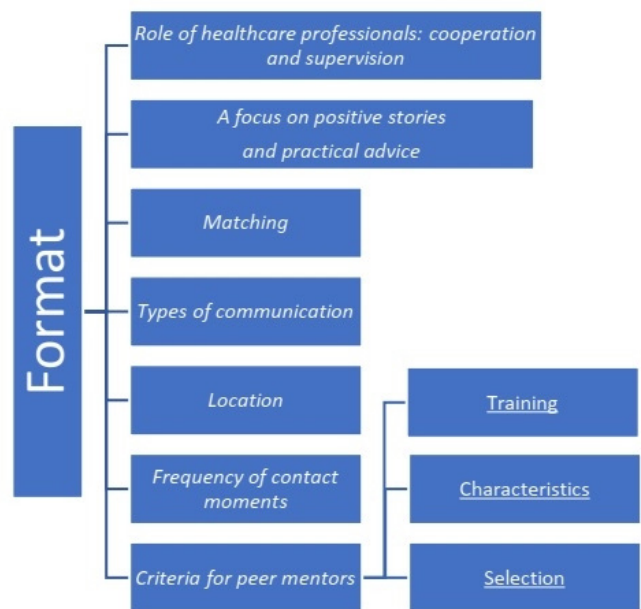 Format
Role of healthcare professionals: cooperation
and supervision
A focus on positive stories
and practical advice
Matching
Types of communication
Location
Frequency of contact
moments
Criteria for peer mentors
Training
Characteristics
Selection